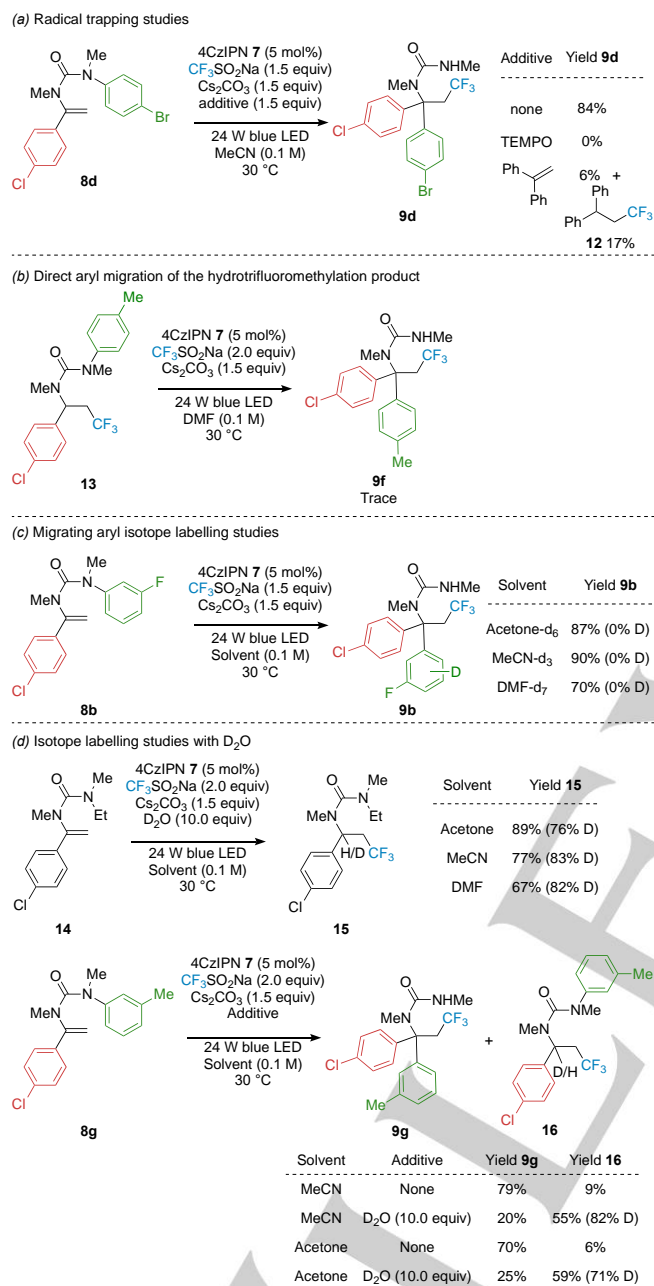 (a) Radical trapping studies
4CzIPN 7 (5 mol%)
CF3SO2Na (1.5 equiv)
Cs2CO3 (1.5 equiv)
additive (1.5 equiv)
24 W blue LED
MeCN (0.1 M)
30 °C
O
Me
N
MeN
Br
Cl
8d
O
NHMe
MeN
CF3
Cl
Br
9d
Additive Yield 9d
none 84%
TEMPO 0%
Ph
Ph
6% +
Ph
Ph
CF3
12 17%
(b) Direct aryl migration of the hydrotrifluoromethylation product
Me
O
N
Me
MeN
CF3
Cl
13
4CzIPN 7 (5 mol%)
CF3SO2Na (2.0 equiv)
Cs2CO3 (1.5 equiv)
24 W blue LED
DMF (0.1 M)
30 °C
O
NHMe
MeN
CF3
Cl
Me
9f
Trace
(c) Migrating aryl isotope labelling studies
O
Me
N
F
MeN
Cl
8b
4CzIPN 7 (5 mol%)
CF3SO2Na (1.5 equiv)
Cs2CO3 (1.5 equiv)
24 W blue LED
Solvent (0.1 M)
30 °C
O
NHMe
MeN
CF3
Cl
D
F
9b
Solvent Yield 9b
Acetone-d6 87% (0% D)
MeCN-d3 90% (0% D)
DMF-d7 70% (0% D)
(d) Isotope labelling studies with D2O
O
Me
N
Et
MeN
Cl
14
4CzIPN 7 (5 mol%)
CF3SO2Na (2.0 equiv)
Cs2CO3 (1.5 equiv)
D2O (10.0 equiv)
24 W blue LED
Solvent (0.1 M)
30 °C
O
Me
N
Et
MeN
H/D
CF3
Cl
15
Solvent Yield 15
Acetone 89% (76% D)
MeCN 77% (83% D)
DMF 67% (82% D)
O
Me
N
Me
MeN
Cl
8g
4CzIPN 7 (5 mol%)
CF3SO2Na (2.0 equiv)
Cs2CO3 (1.5 equiv)
Additive
24 W blue LED
Solvent (0.1 M)
30 °C
O
NHMe
MeN
CF3
Cl
Me
9g
+
Me
O
N
Me
MeN
D/H
CF3
Cl
16
Solvent Additive Yield 9g Yield 16
MeCN None 79% 9%
MeCN D2O (10.0 equiv) 20% 55% (82% D)
Acetone None 70% 6%
Acetone D2O (10.0 equiv) 25% 59% (71% D)